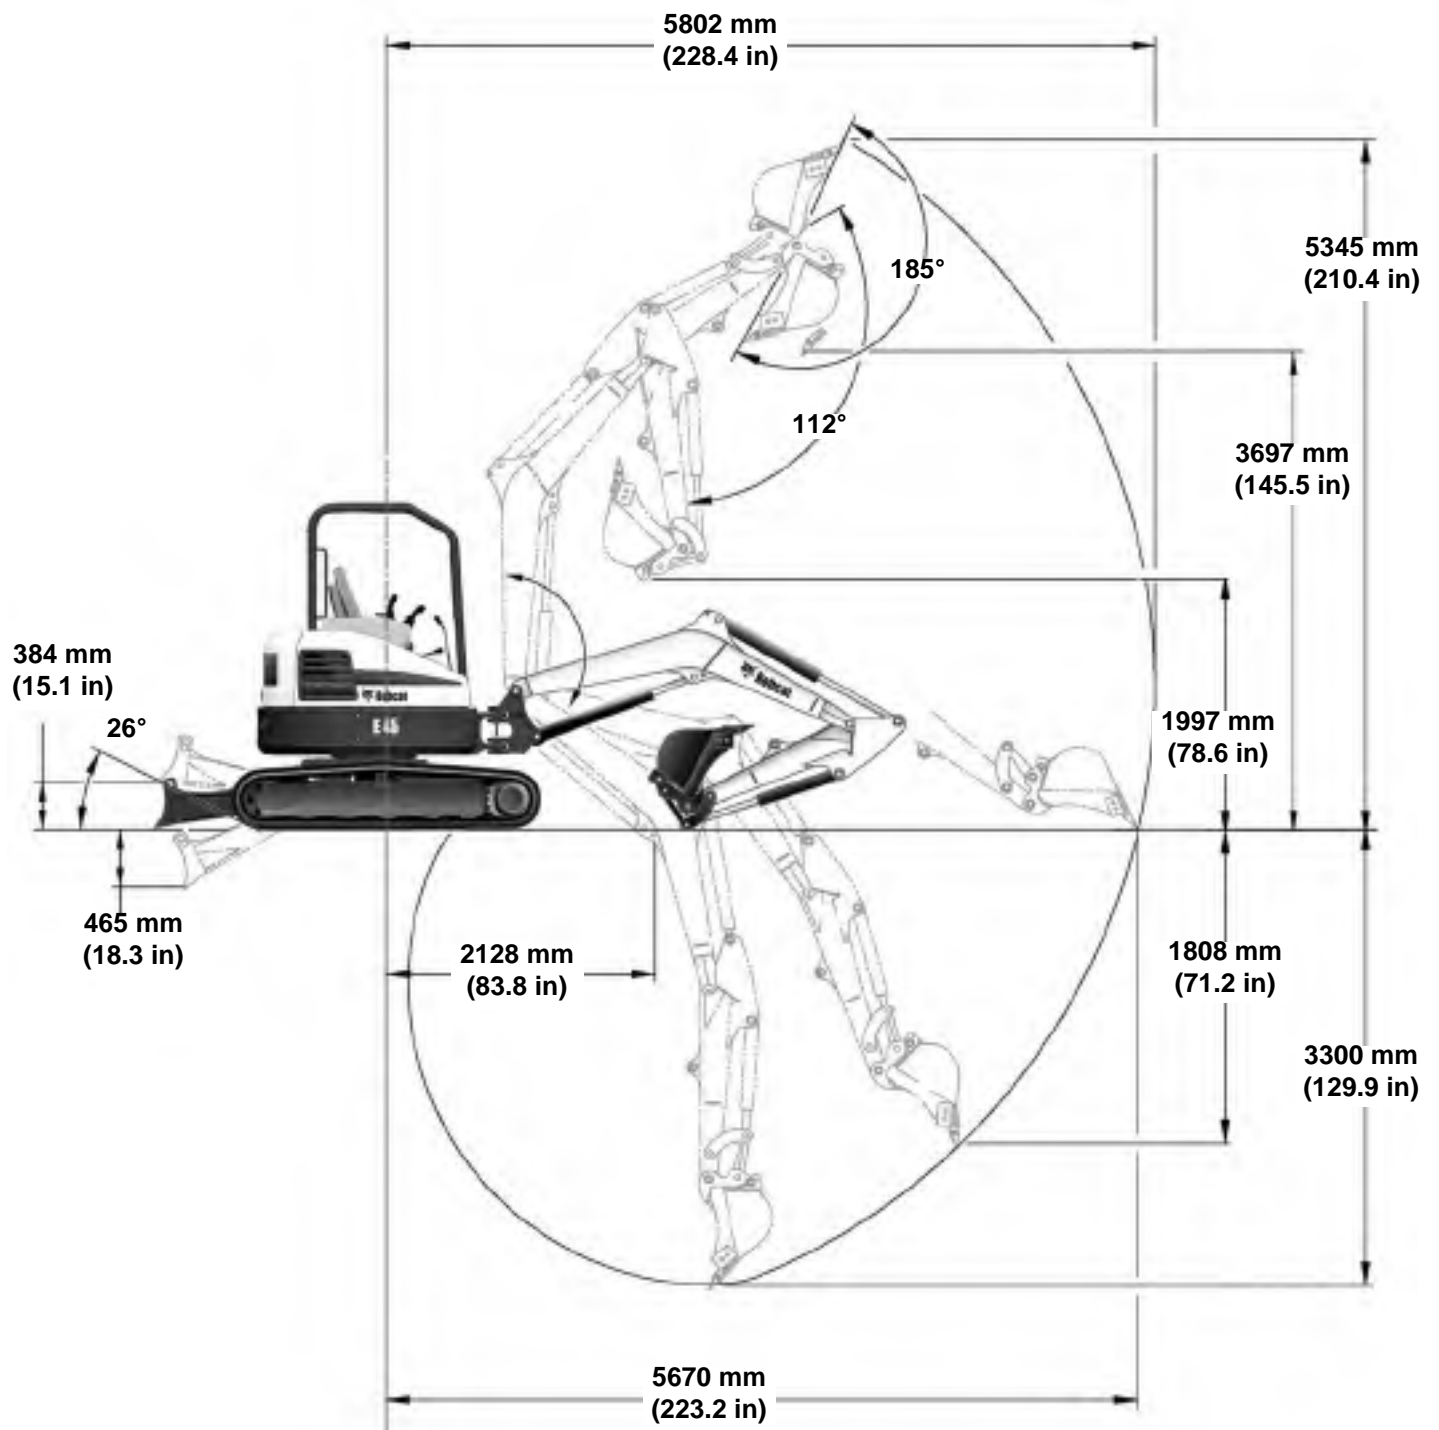 5802 mm
(228.4 in)
5345 mm
(210.4 in)
185°
112°
3697 mm
(145.5 in)
384 mm
(15.1 in)
26°
Bobcat
Bobcat
E45
1997 mm
(78.6 in)
465 mm
(18.3 in)
2128 mm
(83.8 in)
1808 mm
(71.2 in)
3300 mm
(129.9 in)
5670 mm
(223.2 in)